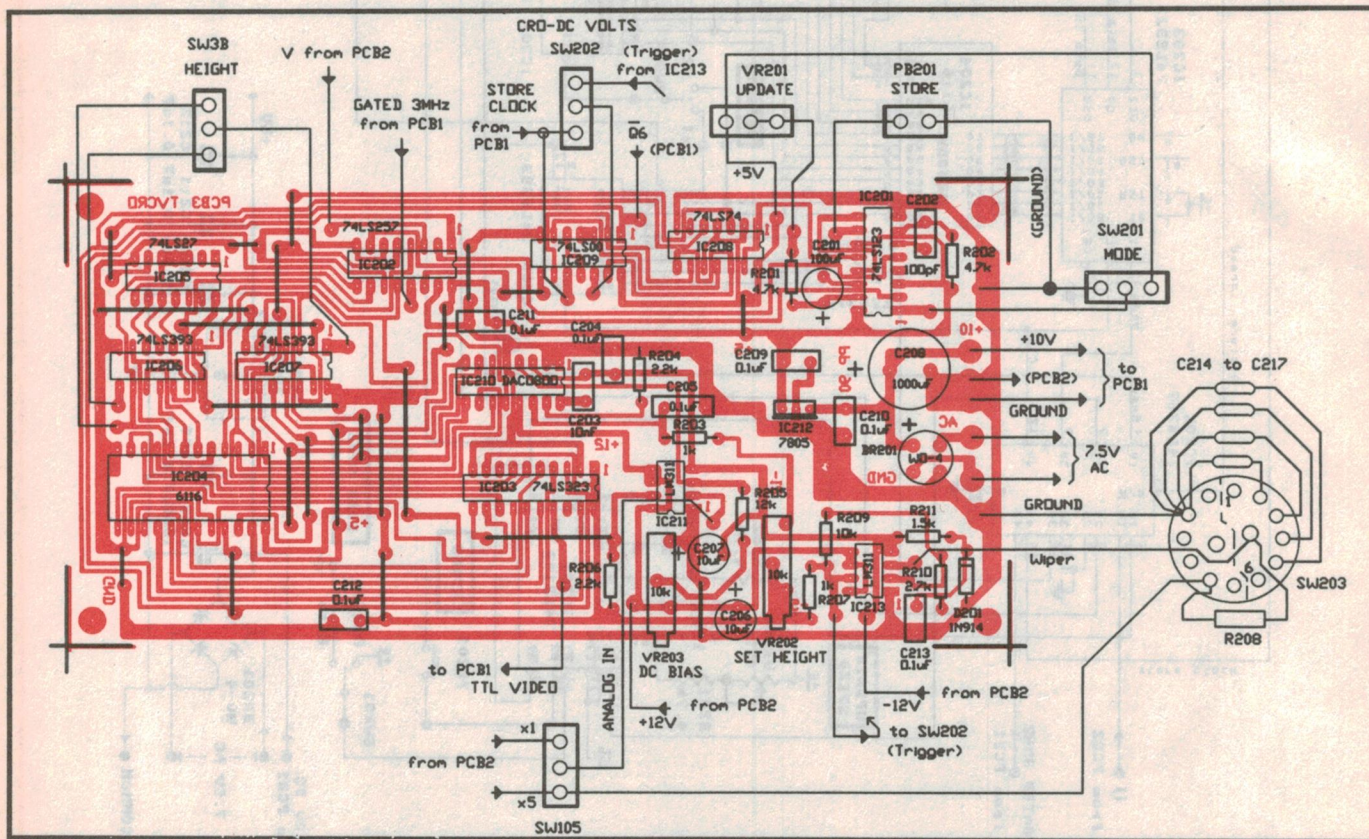 CRO-DC VOLTS
SW3B
HEIGHT
V from PCB2
SW202
(Trigger)
from IC213
VR201
UPDATE
PB201
STORE
STORE
CLOCK
from
PCB1
GATED 3MHz
from PCB1
Q6
(PCB1)
+5V
(GROUND)
SW201
MODE
PCB3 TVCRO
74LS27
IC205
74LS257
IC202
74LS00
IC209
74LS74
IC208
IC201
74LS123
C201
100uF
C202
100pF
R201
4.7k
R202
4.7k
C211
0.1uF
C204
0.1uF
74LS393
IC206
74LS393
IC207
IC210
DAC0800
R204
2.2k
C209
0.1uF
C208
1000uF
+10
+10V
(PCB2)
GROUND
to
PCB1
C214 to C217
C205
0.1uF
C203
10nF
R203
1k
+12
IC212
7805
C210
0.1uF
BR201
W0-4
AC
GND
7.5V
AC
GROUND
IC204
6116
IC203
74LS323
LM311
IC211
R205
12k
R209
10k
R211
1.5k
+5
C207
10uF
R206
2.2k
10k
10k
1k
R207
LM311
IC213
R210
2.7k
D201
1N914
Wiper
SW203
R208
GND
C212
0.1uF
C206
10uF
VR202
SET HEIGHT
VR203
DC BIAS
C213
0.1uF
to PCB1
TTL VIDEO
ANALOG IN
+12V
from PCB2
-12V
from PCB2
to SW202
(Trigger)
x1
from PCB2
x5
SW105